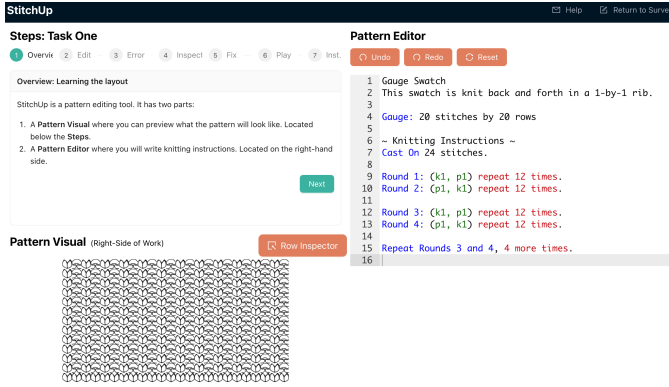 StitchUp
Help
Return to Surve
Steps: Task One
1 Overvie 2 Edit 3 Error 4 Inspect 5 Fix 6 Play 7 Inst.
Overview: Learning the layout
StitchUp is a pattern editing tool. It has two parts:
1. A Pattern Visual where you can preview what the pattern will look like. Located
below the Steps.
2. A Pattern Editor where you will write knitting instructions. Located on the right-hand
side.
Next
Pattern Visual (Right-Side of Work)
Row Inspector
Pattern Editor
Undo Redo Reset
1 Gauge Swatch
2 This swatch is knit back and forth in a 1-by-1 rib.
3
4 Gauge: 20 stitches by 20 rows
5
6 ~ Knitting Instructions ~
7 Cast On 24 stitches.
8
9 Round 1: (k1, p1) repeat 12 times.
10 Round 2: (p1, k1) repeat 12 times.
11
12 Round 3: (k1, p1) repeat 12 times.
13 Round 4: (p1, k1) repeat 12 times.
14
15 Repeat Rounds 3 and 4, 4 more times.
16